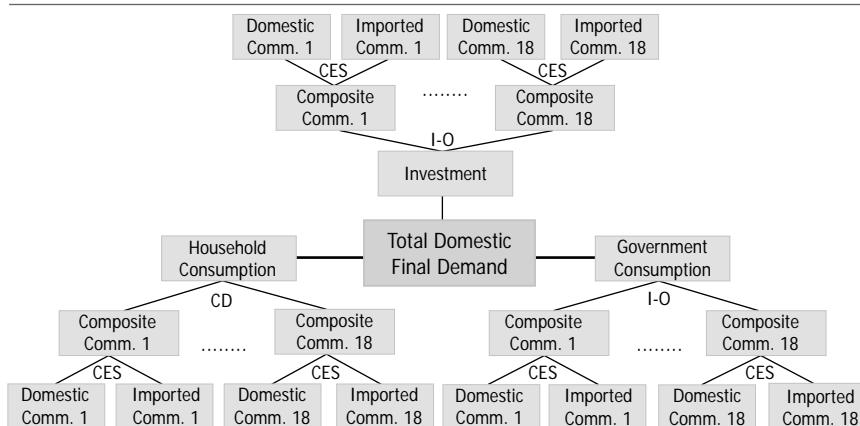 Domestic Comm. 1
Imported Comm. 1
Domestic Comm. 18
Imported Comm. 18
CES
CES
Composite Comm. 1
........
Composite Comm. 18
I-O
Investment
Total Domestic Final Demand
Household Consumption
Government Consumption
CD
I-O
Composite Comm. 1
........
Composite Comm. 18
Composite Comm. 1
........
Composite Comm. 18
CES
CES
CES
CES
Domestic Comm. 1
Imported Comm. 1
Domestic Comm. 18
Imported Comm. 18
Domestic Comm. 1
Imported Comm. 1
Domestic Comm. 18
Imported Comm. 18